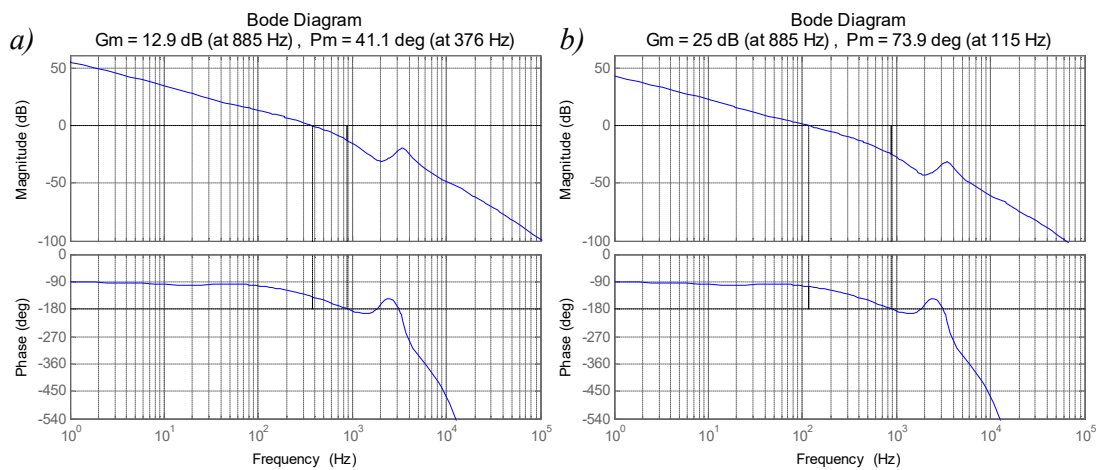 a)
Bode Diagram
Gm = 12.9 dB (at 885 Hz) , Pm = 41.1 deg (at 376 Hz)
50
0
-50
-100
Magnitude (dB)
0
-90
-180
-270
-360
-450
-540
Phase (deg)
10^0
10^1
10^2
10^3
10^4
10^5
Frequency (Hz)
b)
Bode Diagram
Gm = 25 dB (at 885 Hz) , Pm = 73.9 deg (at 115 Hz)
50
0
-50
-100
Magnitude (dB)
0
-90
-180
-270
-360
-450
-540
Phase (deg)
10^0
10^1
10^2
10^3
10^4
10^5
Frequency (Hz)